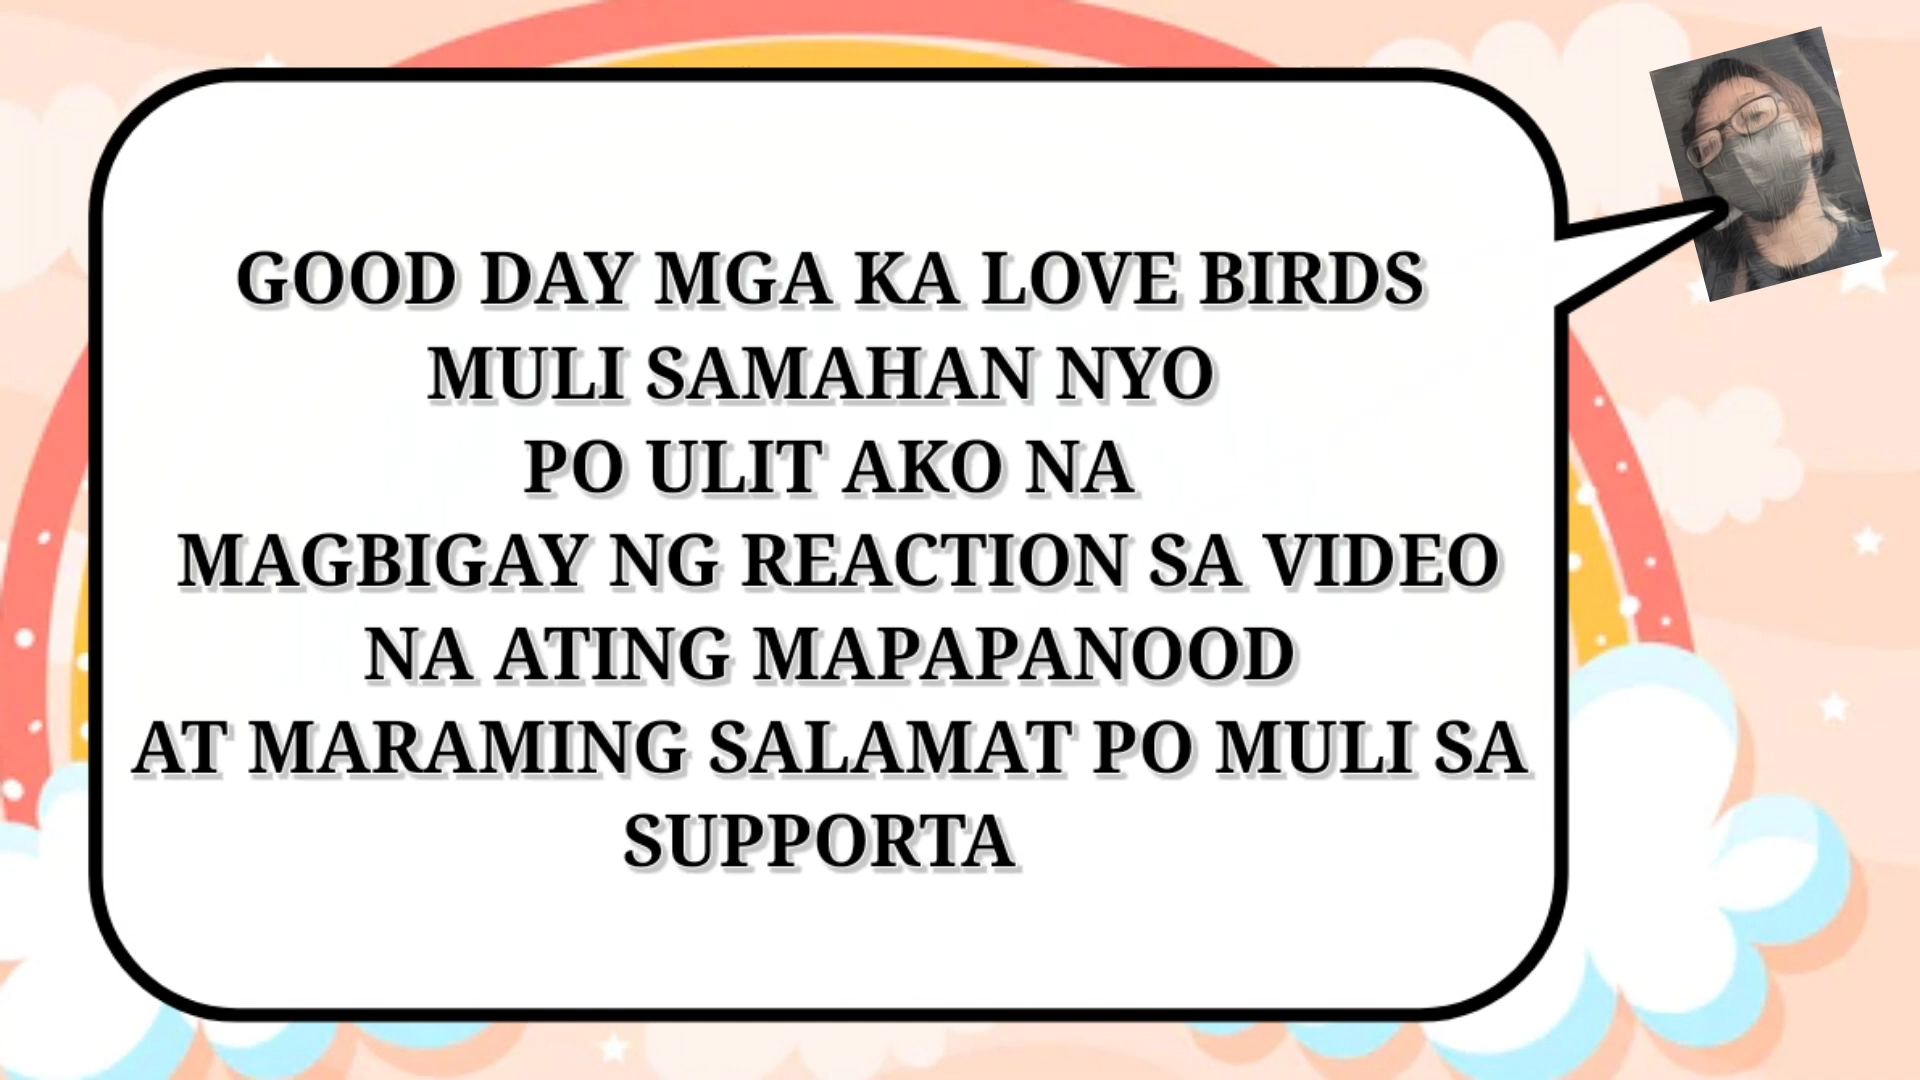 GOOD DAY MGA KA LOVE BIRDS
MULI SAMAHAN NYO
PO ULIT AKO NA
MAGBIGAY NG REACTION SA VIDEO
NA ATING MAPAPANOOD
AT MARAMING SALAMAT PO MULI SA
SUPPORTA